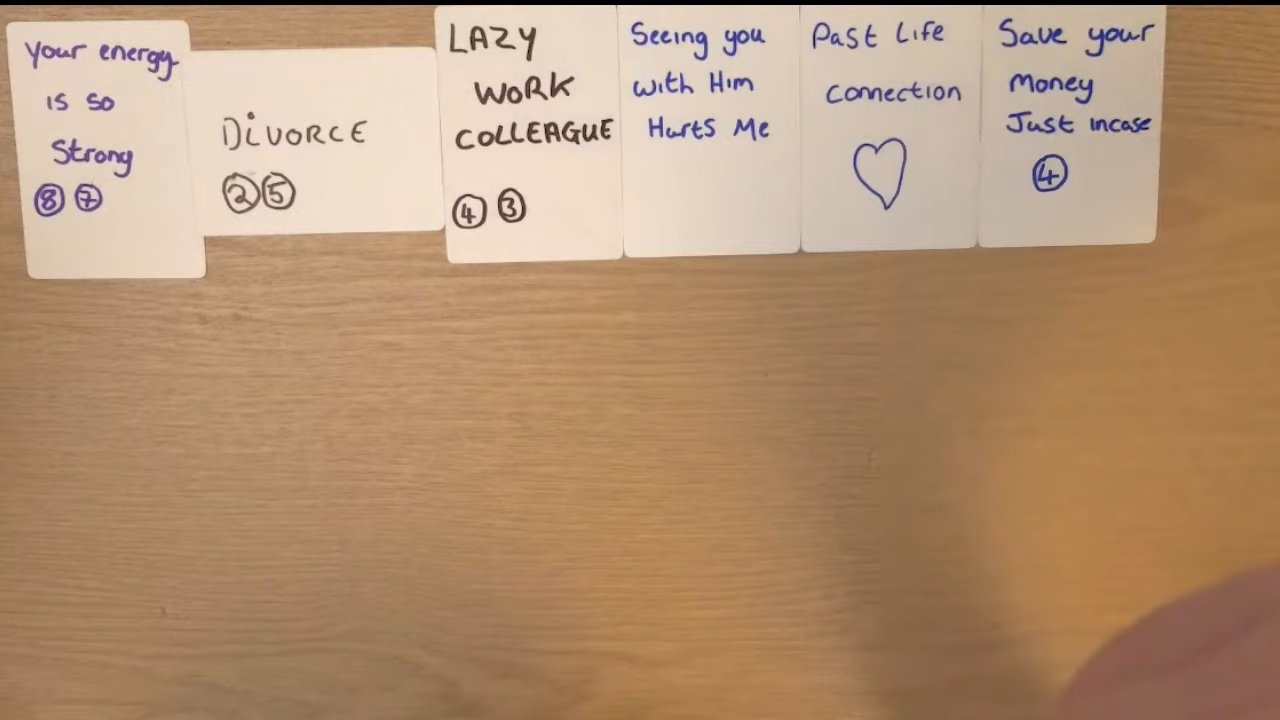 Your energy
is so
Strong
8 7
DiVORCE
2 5
LAZY
WORK
COLLEAGUE
4 3
Seeing you
with Him
Hurts Me
Past Life
connection
Save your
Money
Just incase
4